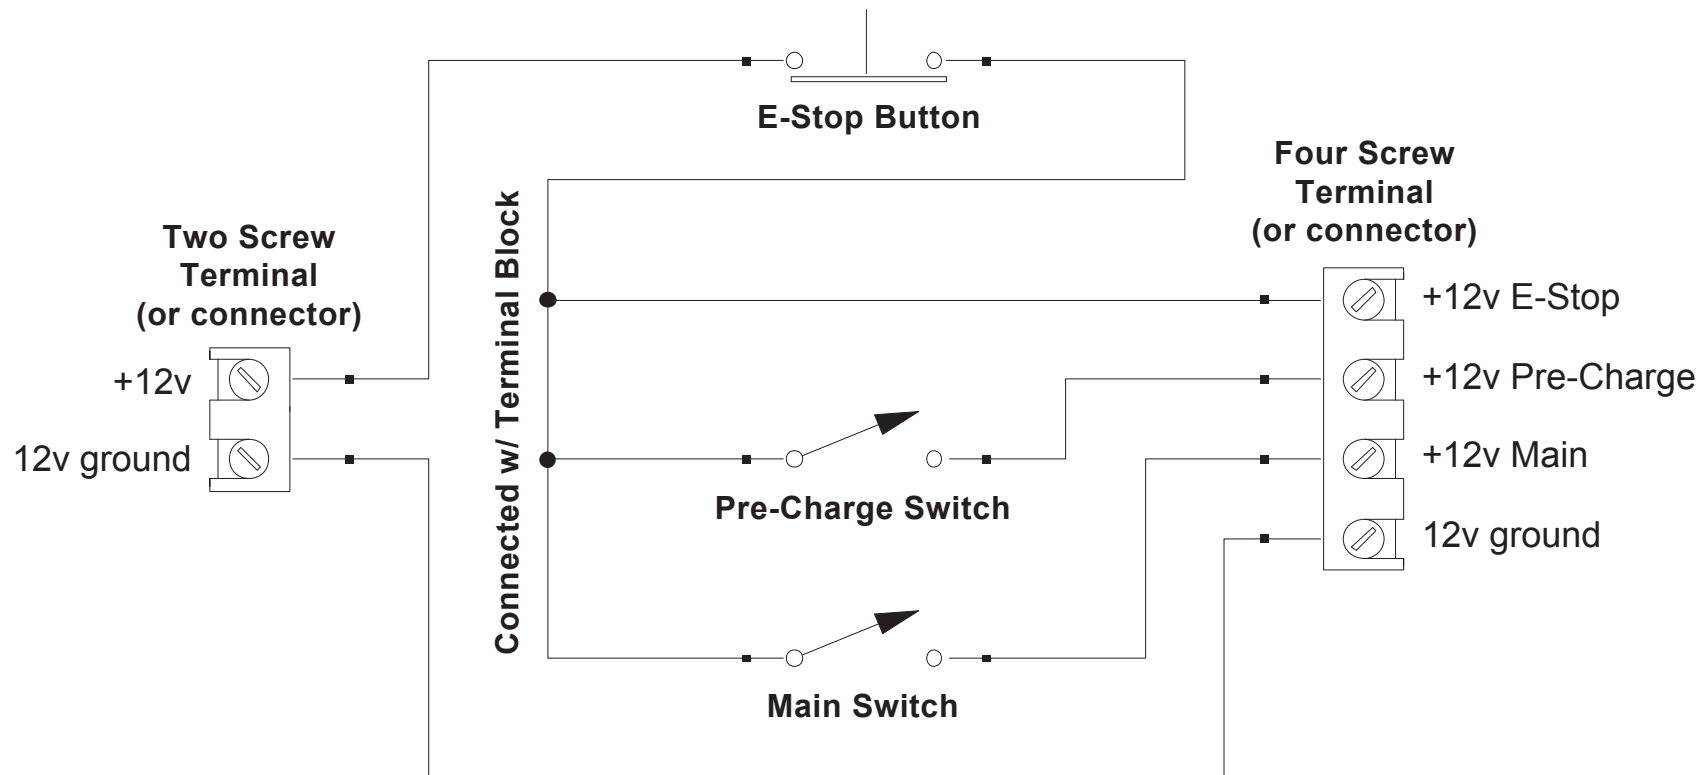 E-Stop Button
Four Screw
Terminal
(or connector)
Two Screw
Terminal
(or connector)
Connected w/ Terminal Block
+12v E-Stop
+12v
+12v Pre-Charge
12v ground
+12v Main
Pre-Charge Switch
12v ground
Main Switch